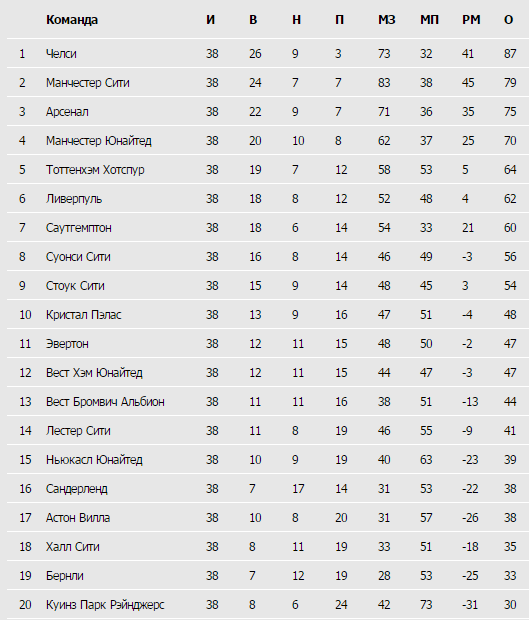 Команда И В Н П МЗ МП РМ О
1 Челси 38 26 9 3 73 32 41 87
2 Манчестер Сити 38 24 7 7 83 38 45 79
3 Арсенал 38 22 9 7 71 36 35 75
4 Манчестер Юнайтед 38 20 10 8 62 37 25 70
5 Тоттенхэм Хотспур 38 19 7 12 58 53 5 64
6 Ливерпуль 38 18 8 12 52 48 4 62
7 Саутгемптон 38 18 6 14 54 33 21 60
8 Суонси Сити 38 16 8 14 46 49 -3 56
9 Стоук Сити 38 15 9 14 48 45 3 54
10 Кристал Пэлас 38 13 9 16 47 51 -4 48
11 Эвертон 38 12 11 15 48 50 -2 47
12 Вест Хэм Юнайтед 38 12 11 15 44 47 -3 47
13 Вест Бромвич Альбион 38 11 11 16 38 51 -13 44
14 Лестер Сити 38 11 8 19 46 55 -9 41
15 Ньюкасл Юнайтед 38 10 9 19 40 63 -23 39
16 Сандерленд 38 7 17 14 31 53 -22 38
17 Астон Вилла 38 10 8 20 31 57 -26 38
18 Халл Сити 38 8 11 19 33 51 -18 35
19 Бернли 38 7 12 19 28 53 -25 33
20 Куинз Парк Рэйнджерс 38 8 6 24 42 73 -31 30